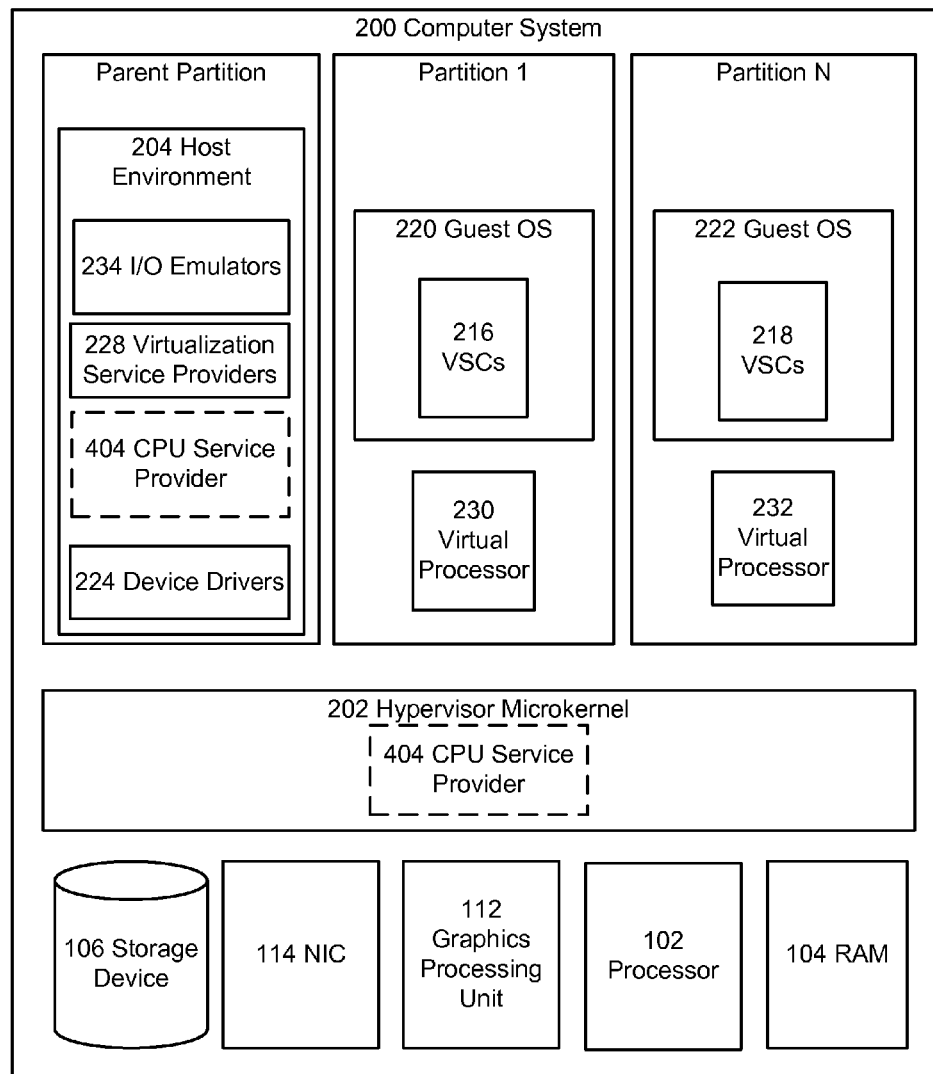 200 Computer System
Parent Partition
204 Host
Environment
234 I/O Emulators
228 Virtualization
Service Providers
404 CPU Service
Provider
224 Device Drivers
Partition 1
220 Guest OS
216
VSCs
230
Virtual
Processor
Partition N
222 Guest OS
218
VSCs
232
Virtual
Processor
202 Hypervisor Microkernel
404 CPU Service
Provider
106 Storage
Device
114 NIC
112
Graphics
Processing
Unit
102
Processor
104 RAM